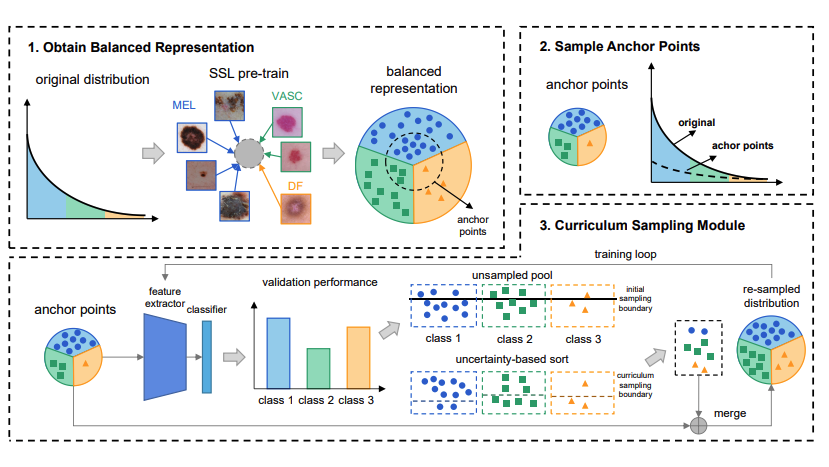 1. Obtain Balanced Representation
original distribution
SSL pre-train
MEL
VASC
DF
balanced
representation
anchor
points
2. Sample Anchor Points
anchor points
original
achor points
3. Curriculum Sampling Module
training loop
anchor points
feature
extractor
classifier
validation performance
class 1 class 2 class 3
unsampled pool
initial
sampling
boundary
class 1 class 2 class 3
uncertainty-based sort
curriculum
sampling
boundary
re-sampled
distribution
merge